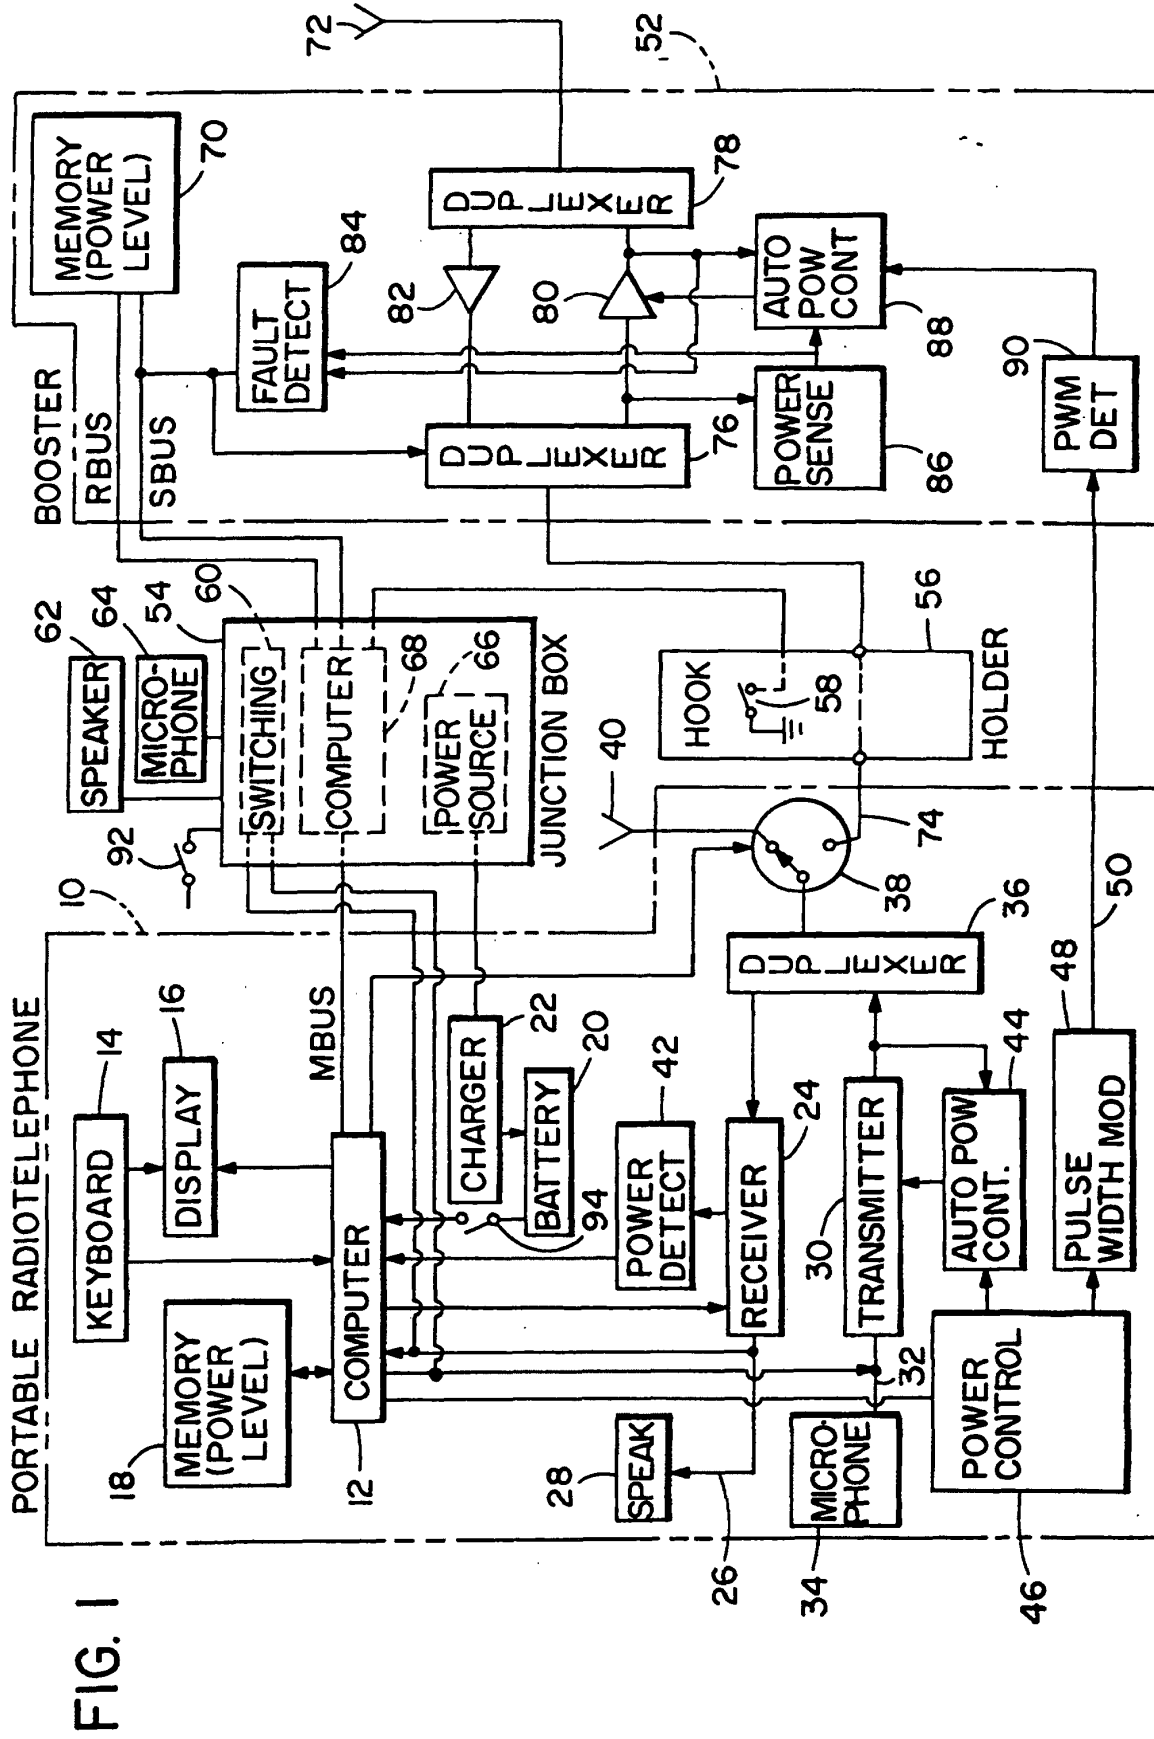 FIG. 1
PORTABLE RADIOTELEPHONE
10
KEYBOARD
14
DISPLAY
16
MEMORY
(POWER
LEVEL)
18
COMPUTER
12
MBUS
CHARGER
22
BATTERY
20
94
POWER
DETECT
42
SPEAK
28
26
RECEIVER
24
MICRO-
PHONE
34
32
TRANSMITTER
30
DUPLEXER
36
38
40
AUTO POW
CONT.
44
POWER
CONTROL
46
PULSE
WIDTH MOD
48
50
92
SPEAKER
62
MICRO-
PHONE
64
54
SWITCHING
60
COMPUTER
68
POWER
SOURCE
66
JUNCTION BOX
HOOK
58
HOLDER
56
74
BOOSTER
RBUS
SBUS
52
MEMORY
(POWER
LEVEL)
70
FAULT
DETECT
84
72
DUPLEXER
76
DUPLEXER
78
82
80
POWER
SENSE
86
AUTO
POW
CONT
88
PWM
DET
90